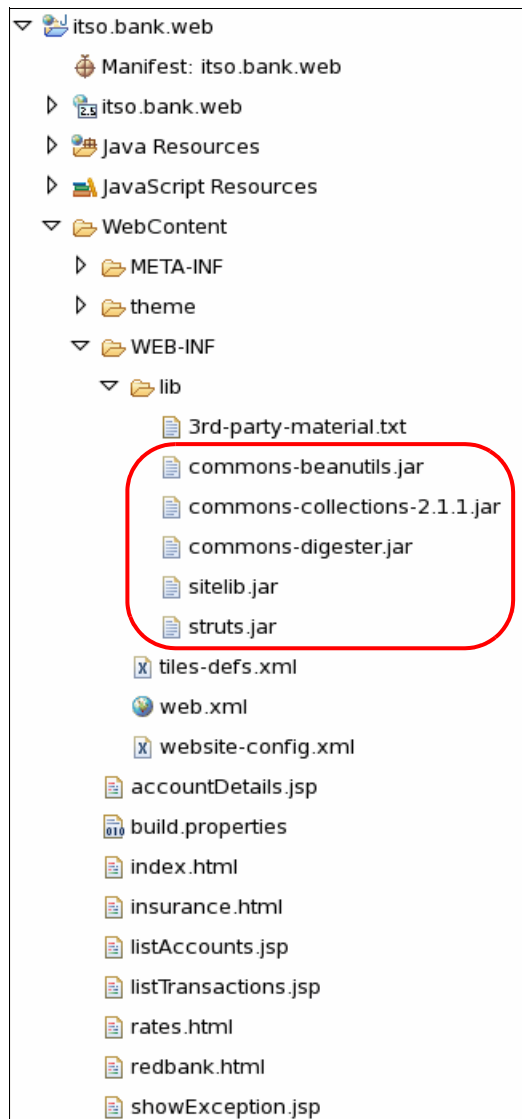 itso.bank.web
Manifest: itso.bank.web
2.5 itso.bank.web
Java Resources
JavaScript Resources
WebContent
META-INF
theme
WEB-INF
lib
3rd-party-material.txt
commons-beanutils.jar
commons-collections-2.1.1.jar
commons-digester.jar
sitelib.jar
struts.jar
tiles-defs.xml
web.xml
website-config.xml
accountDetails.jsp
010 build.properties
index.html
insurance.html
listAccounts.jsp
listTransactions.jsp
rates.html
redbank.html
showException.jsp